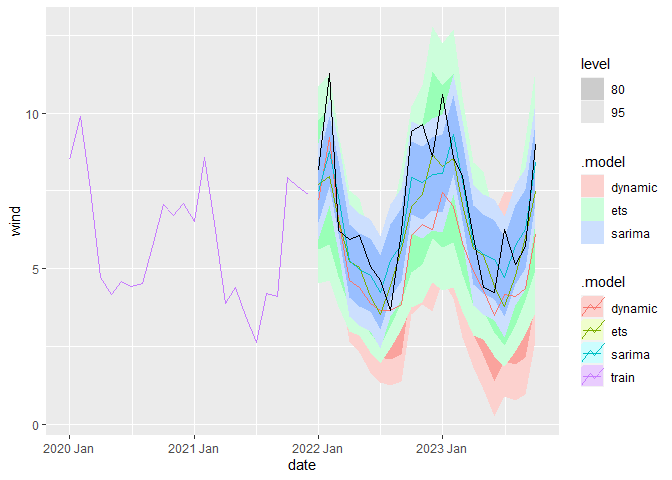 level
80
95
.model
dynamic
ets
sarima
.model
dynamic
ets
sarima
train
10
5
0
wind
2020 Jan
2021 Jan
2022 Jan
2023 Jan
date